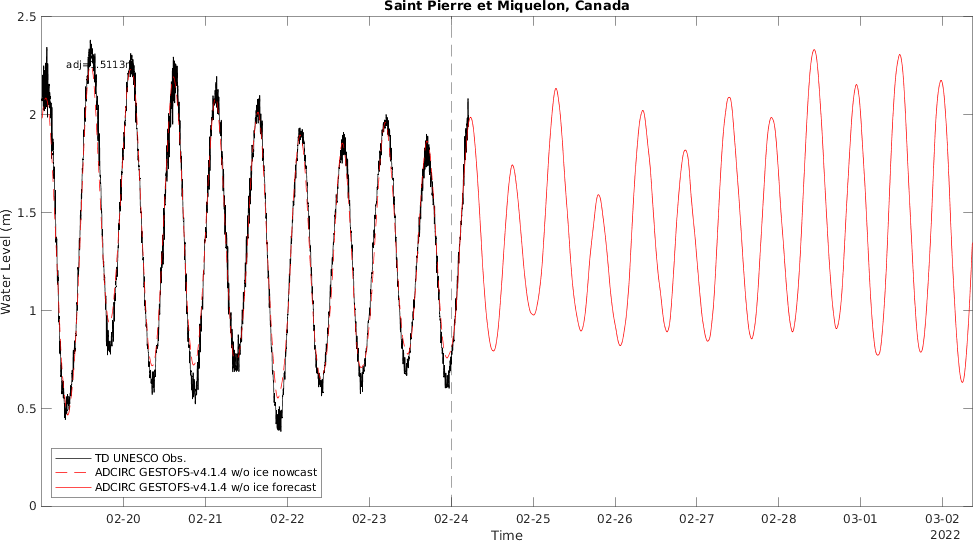 Saint Pierre et Miquelon, Canada
2.5
2
1.5
1
0.5
0
Water Level (m)
TD UNESCO Obs.
ADCIRC GESTOFS-v4.1.4 w/o ice nowcast
ADCIRC GESTOFS-v4.1.4 w/o ice forecast
02-20 02-21 02-22 02-23 02-24 02-25 02-26 02-27 02-28 03-01 03-02
2022
Time